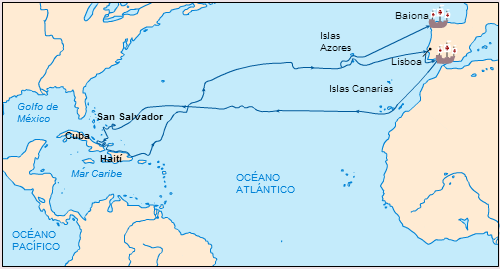 Baiona
Islas
Azores
Lisboa
Islas Canarias
Golfo de
México
San Salvador
Cuba
Haití
Mar Caribe
OCÉANO
ATLÁNTICO
OCÉANO
PACÍFICO